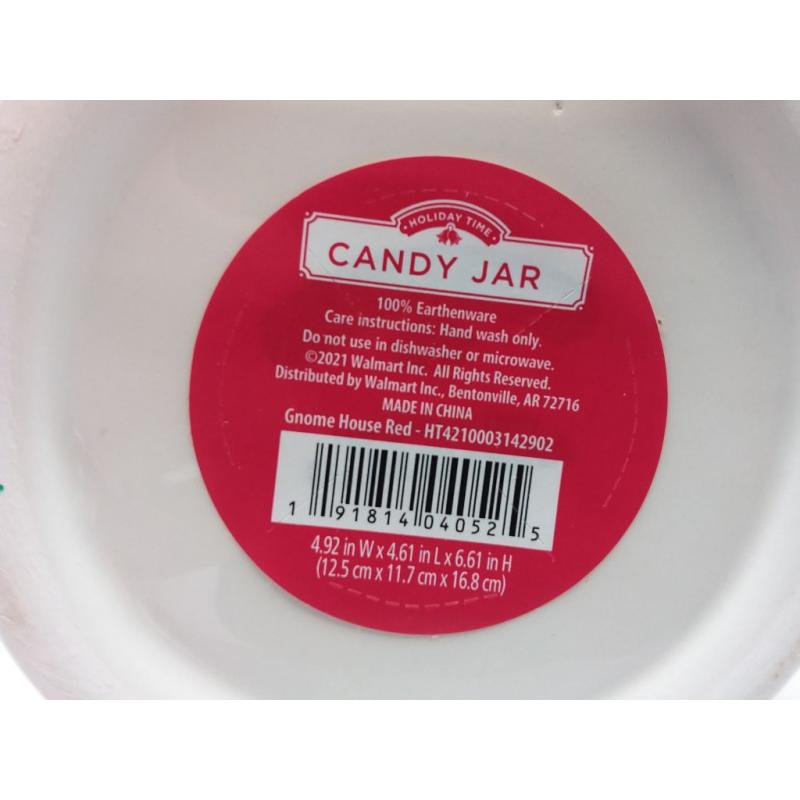 • HOLIDAY TIME •
CANDY JAR
100% Earthenware
Care instructions: Hand wash only.
Do not use in dishwasher or microwave.
©2021 Walmart Inc. All Rights Reserved.
Distributed by Walmart Inc., Bentonville, AR 72716
MADE IN CHINA
Gnome House Red - HT4210003142902
1 91814 04052 5
4.92 in W x 4.61 in L x 6.61 in H
(12.5 cm x 11.7 cm x 16.8 cm)